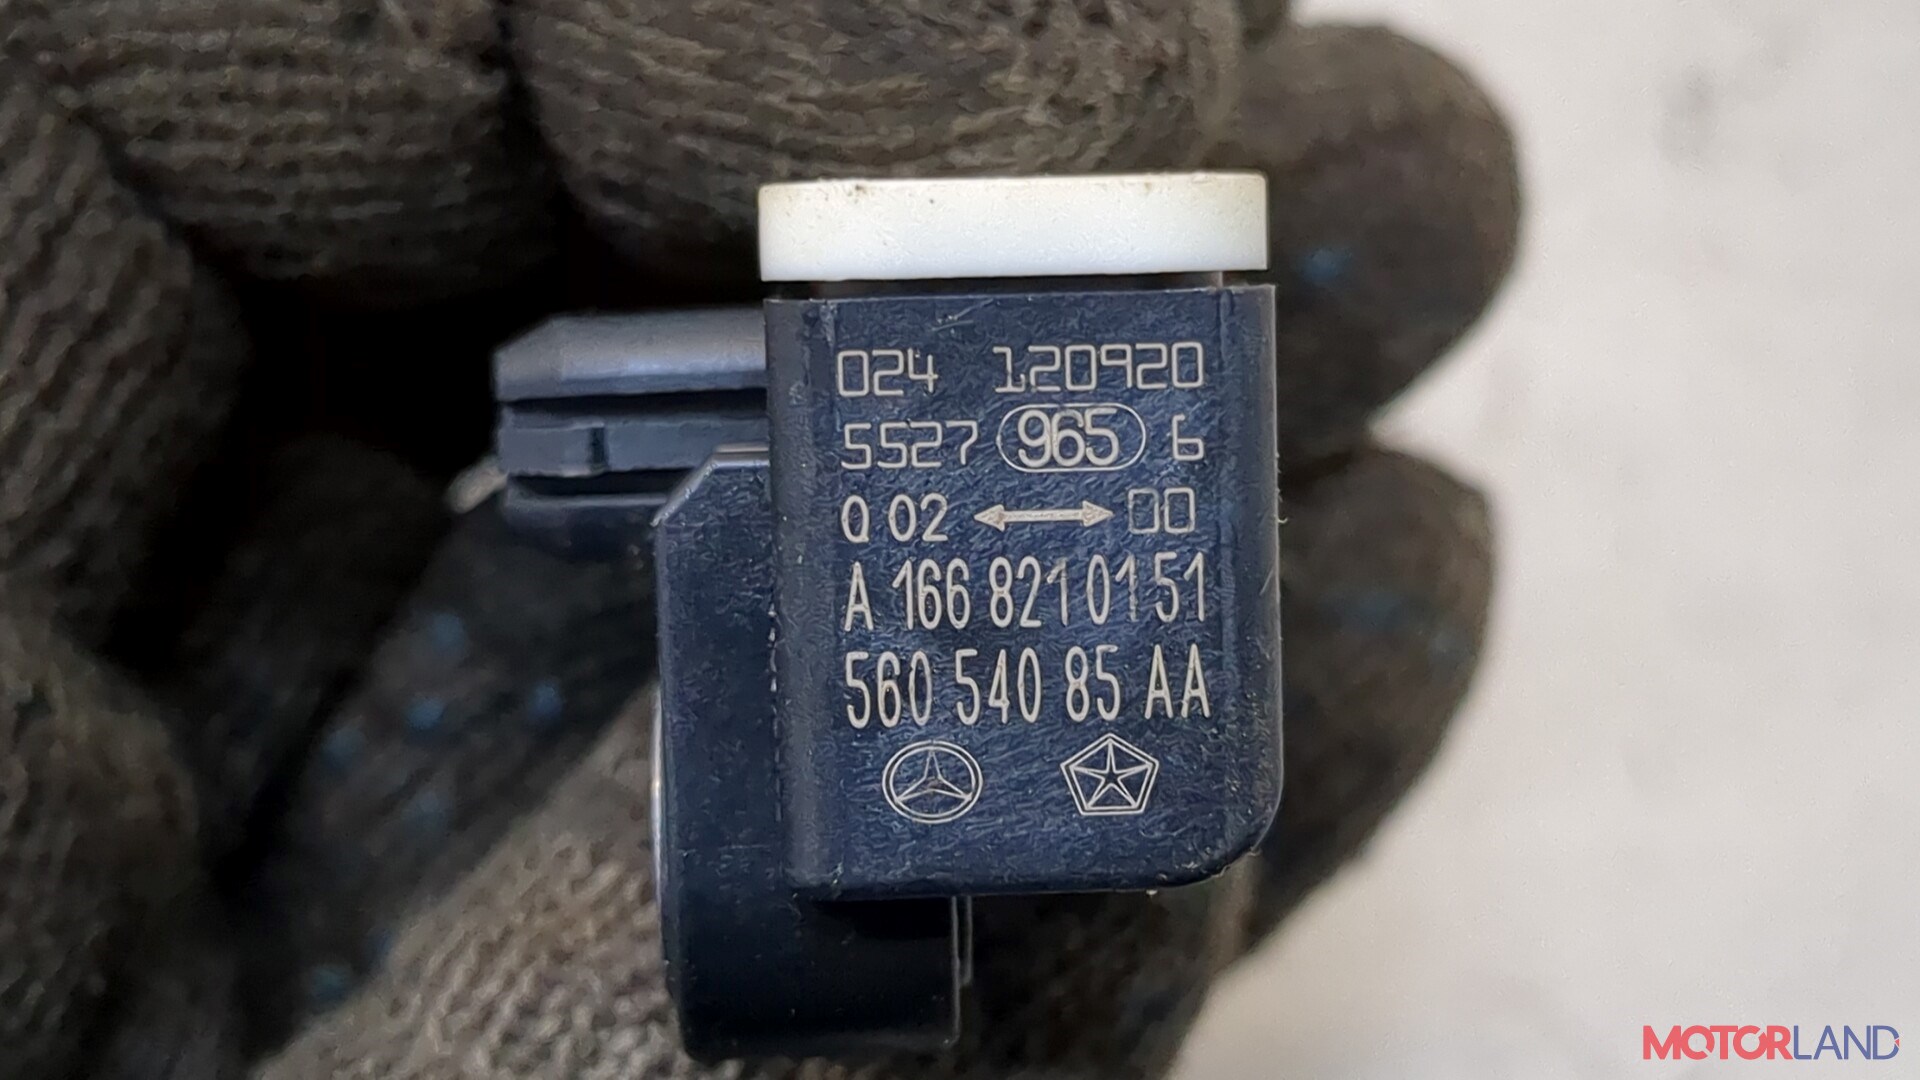 024 120920
5527 965 6
Q 02 ↔ 00
A 166 821 01 51
560 540 85 AA
MOTORLAND